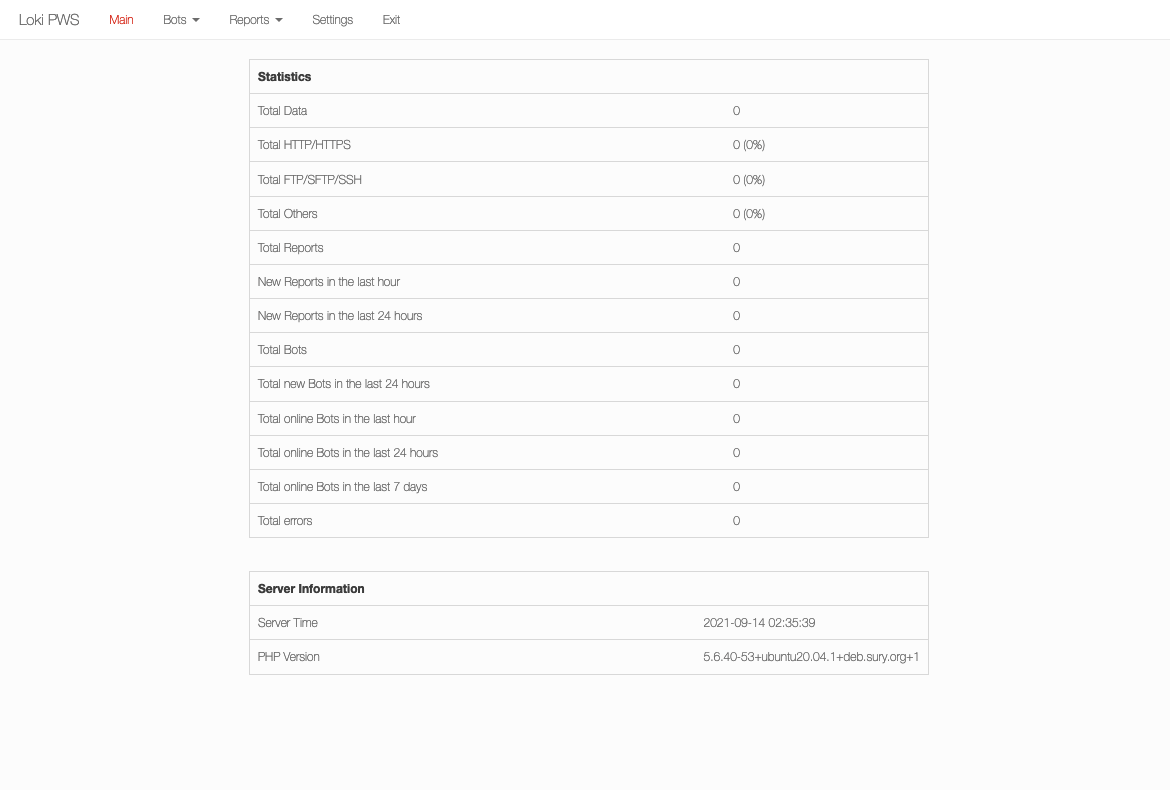 Loki PWS Main Bots Reports Settings Exit
Statistics
Total Data 0
Total HTTP/HTTPS 0 (0%)
Total FTP/SFTP/SSH 0 (0%)
Total Others 0 (0%)
Total Reports 0
New Reports in the last hour 0
New Reports in the last 24 hours 0
Total Bots 0
Total new Bots in the last 24 hours 0
Total online Bots in the last hour 0
Total online Bots in the last 24 hours 0
Total online Bots in the last 7 days 0
Total errors 0
Server Information
Server Time 2021-09-14 02:35:39
PHP Version 5.6.40-53+ubuntu20.04.1+deb.sury.org+1